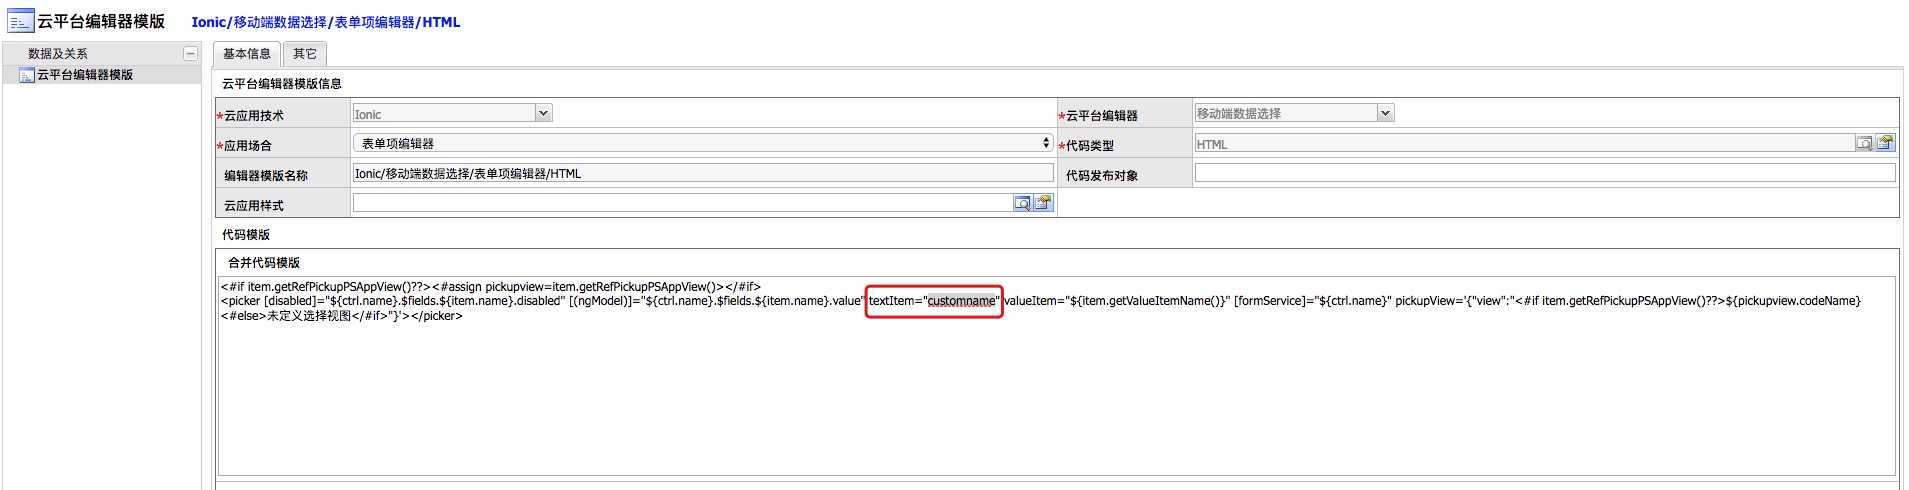 云平台编辑器模版 Ionic/移动端数据选择/表单项编辑器/HTML
数据及关系
云平台编辑器模版
基本信息 其它
云平台编辑器模版信息
*云应用技术 Ionic *云平台编辑器 移动端数据选择
*应用场合 表单项编辑器 *代码类型 HTML
编辑器模版名称 Ionic/移动端数据选择/表单项编辑器/HTML 代码发布对象
云应用样式
代码模版
合并代码模版
<#if item.getRefPickupPSAppView()??><#assign pickupview=item.getRefPickupPSAppView()></#if>
<picker [disabled]="${ctrl.name}.$fields.${item.name}.disabled" [(ngModel)]="${ctrl.name}.$fields.${item.name}.value" textItem="customname" valueItem="${item.getValueItemName()}" [formService]="${ctrl.name}" pickupView='{"view":"<#if item.getRefPickupPSAppView()??>${pickupview.codeName}
<#else>未定义选择视图</#if>"}'></picker>